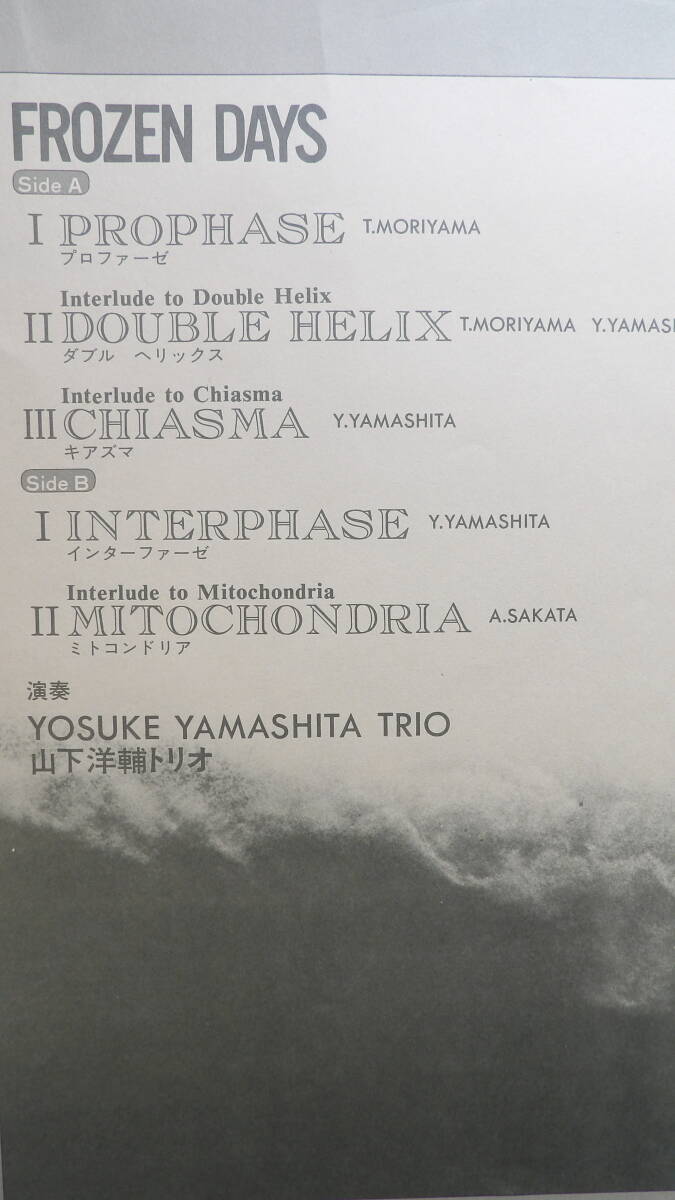 FROZEN DAYS
Side A
I PROPHASE T.MORIYAMA
プロファーゼ
Interlude to Double Helix
II DOUBLE HELIX T.MORIYAMA
ダブル ヘリックス
Interlude to Chiasma
III CHIASMA Y.YAMASHITA
キアズマ
Side B
I INTERPHASE Y.YAMASHITA
インターファーゼ
Interlude to Mitochondria
II MITOCHONDRIA A.SAKATA
ミトコンドリア
演奏
YOSUKE YAMASHITA TRIO
山下洋輔トリオ